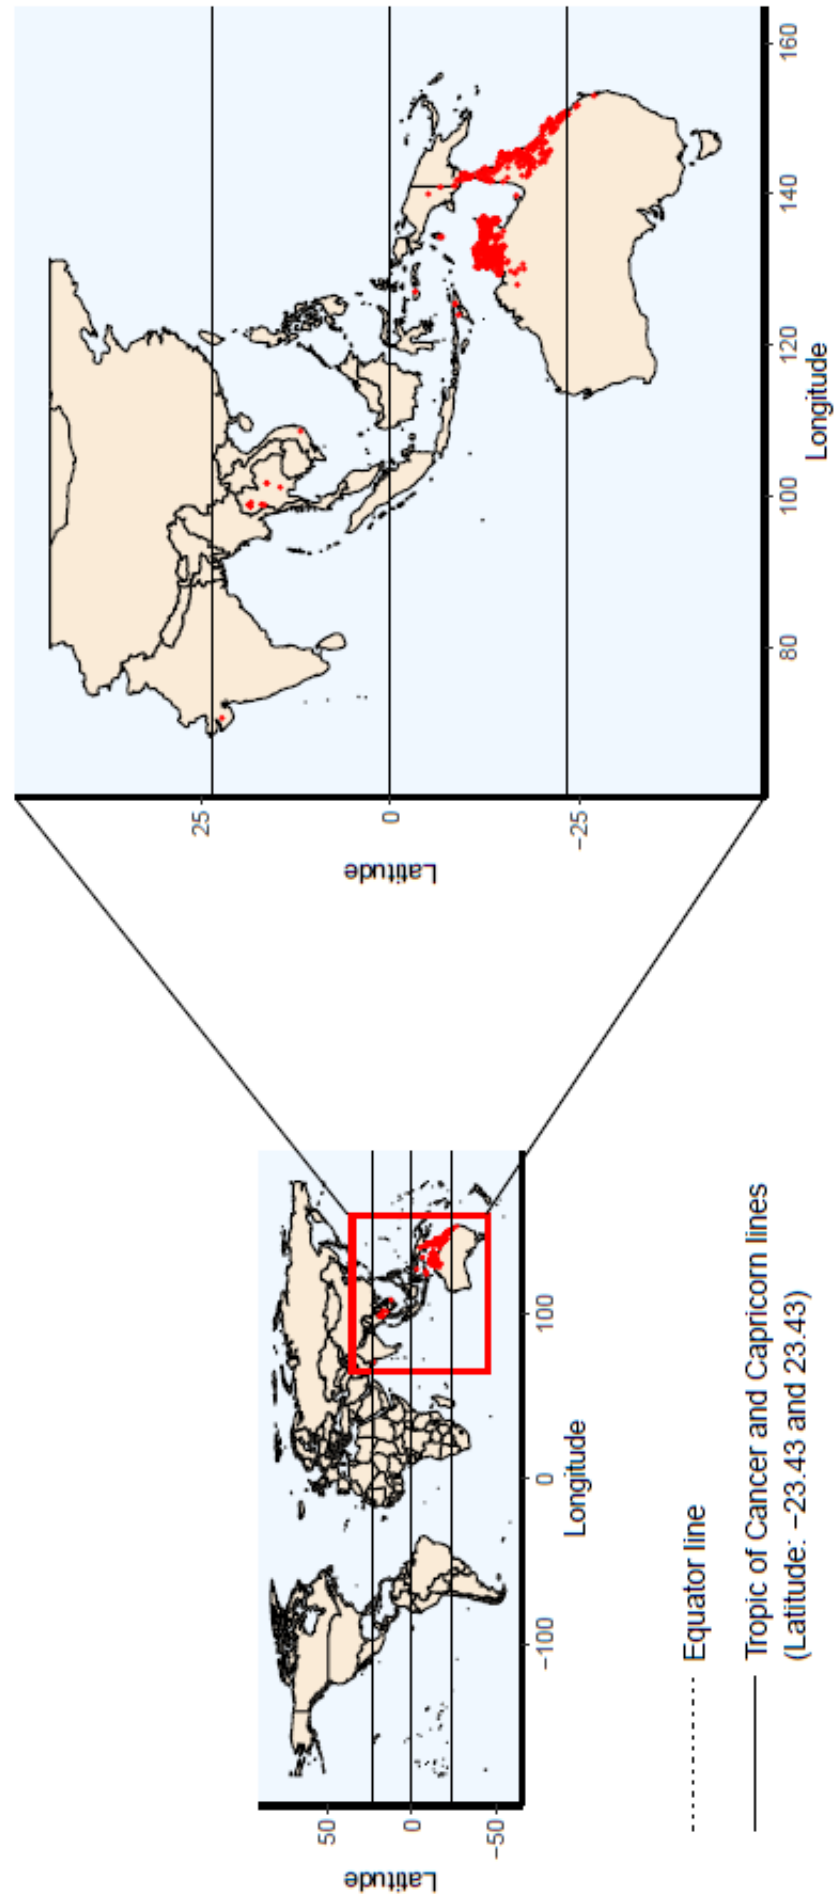 50
0
−50
Latitude
−100
0
100
Longitude
25
0
−25
Latitude
80
100
120
140
160
Longitude
Equator line
Tropic of Cancer and Capricorn lines
(Latitude: −23.43 and 23.43)